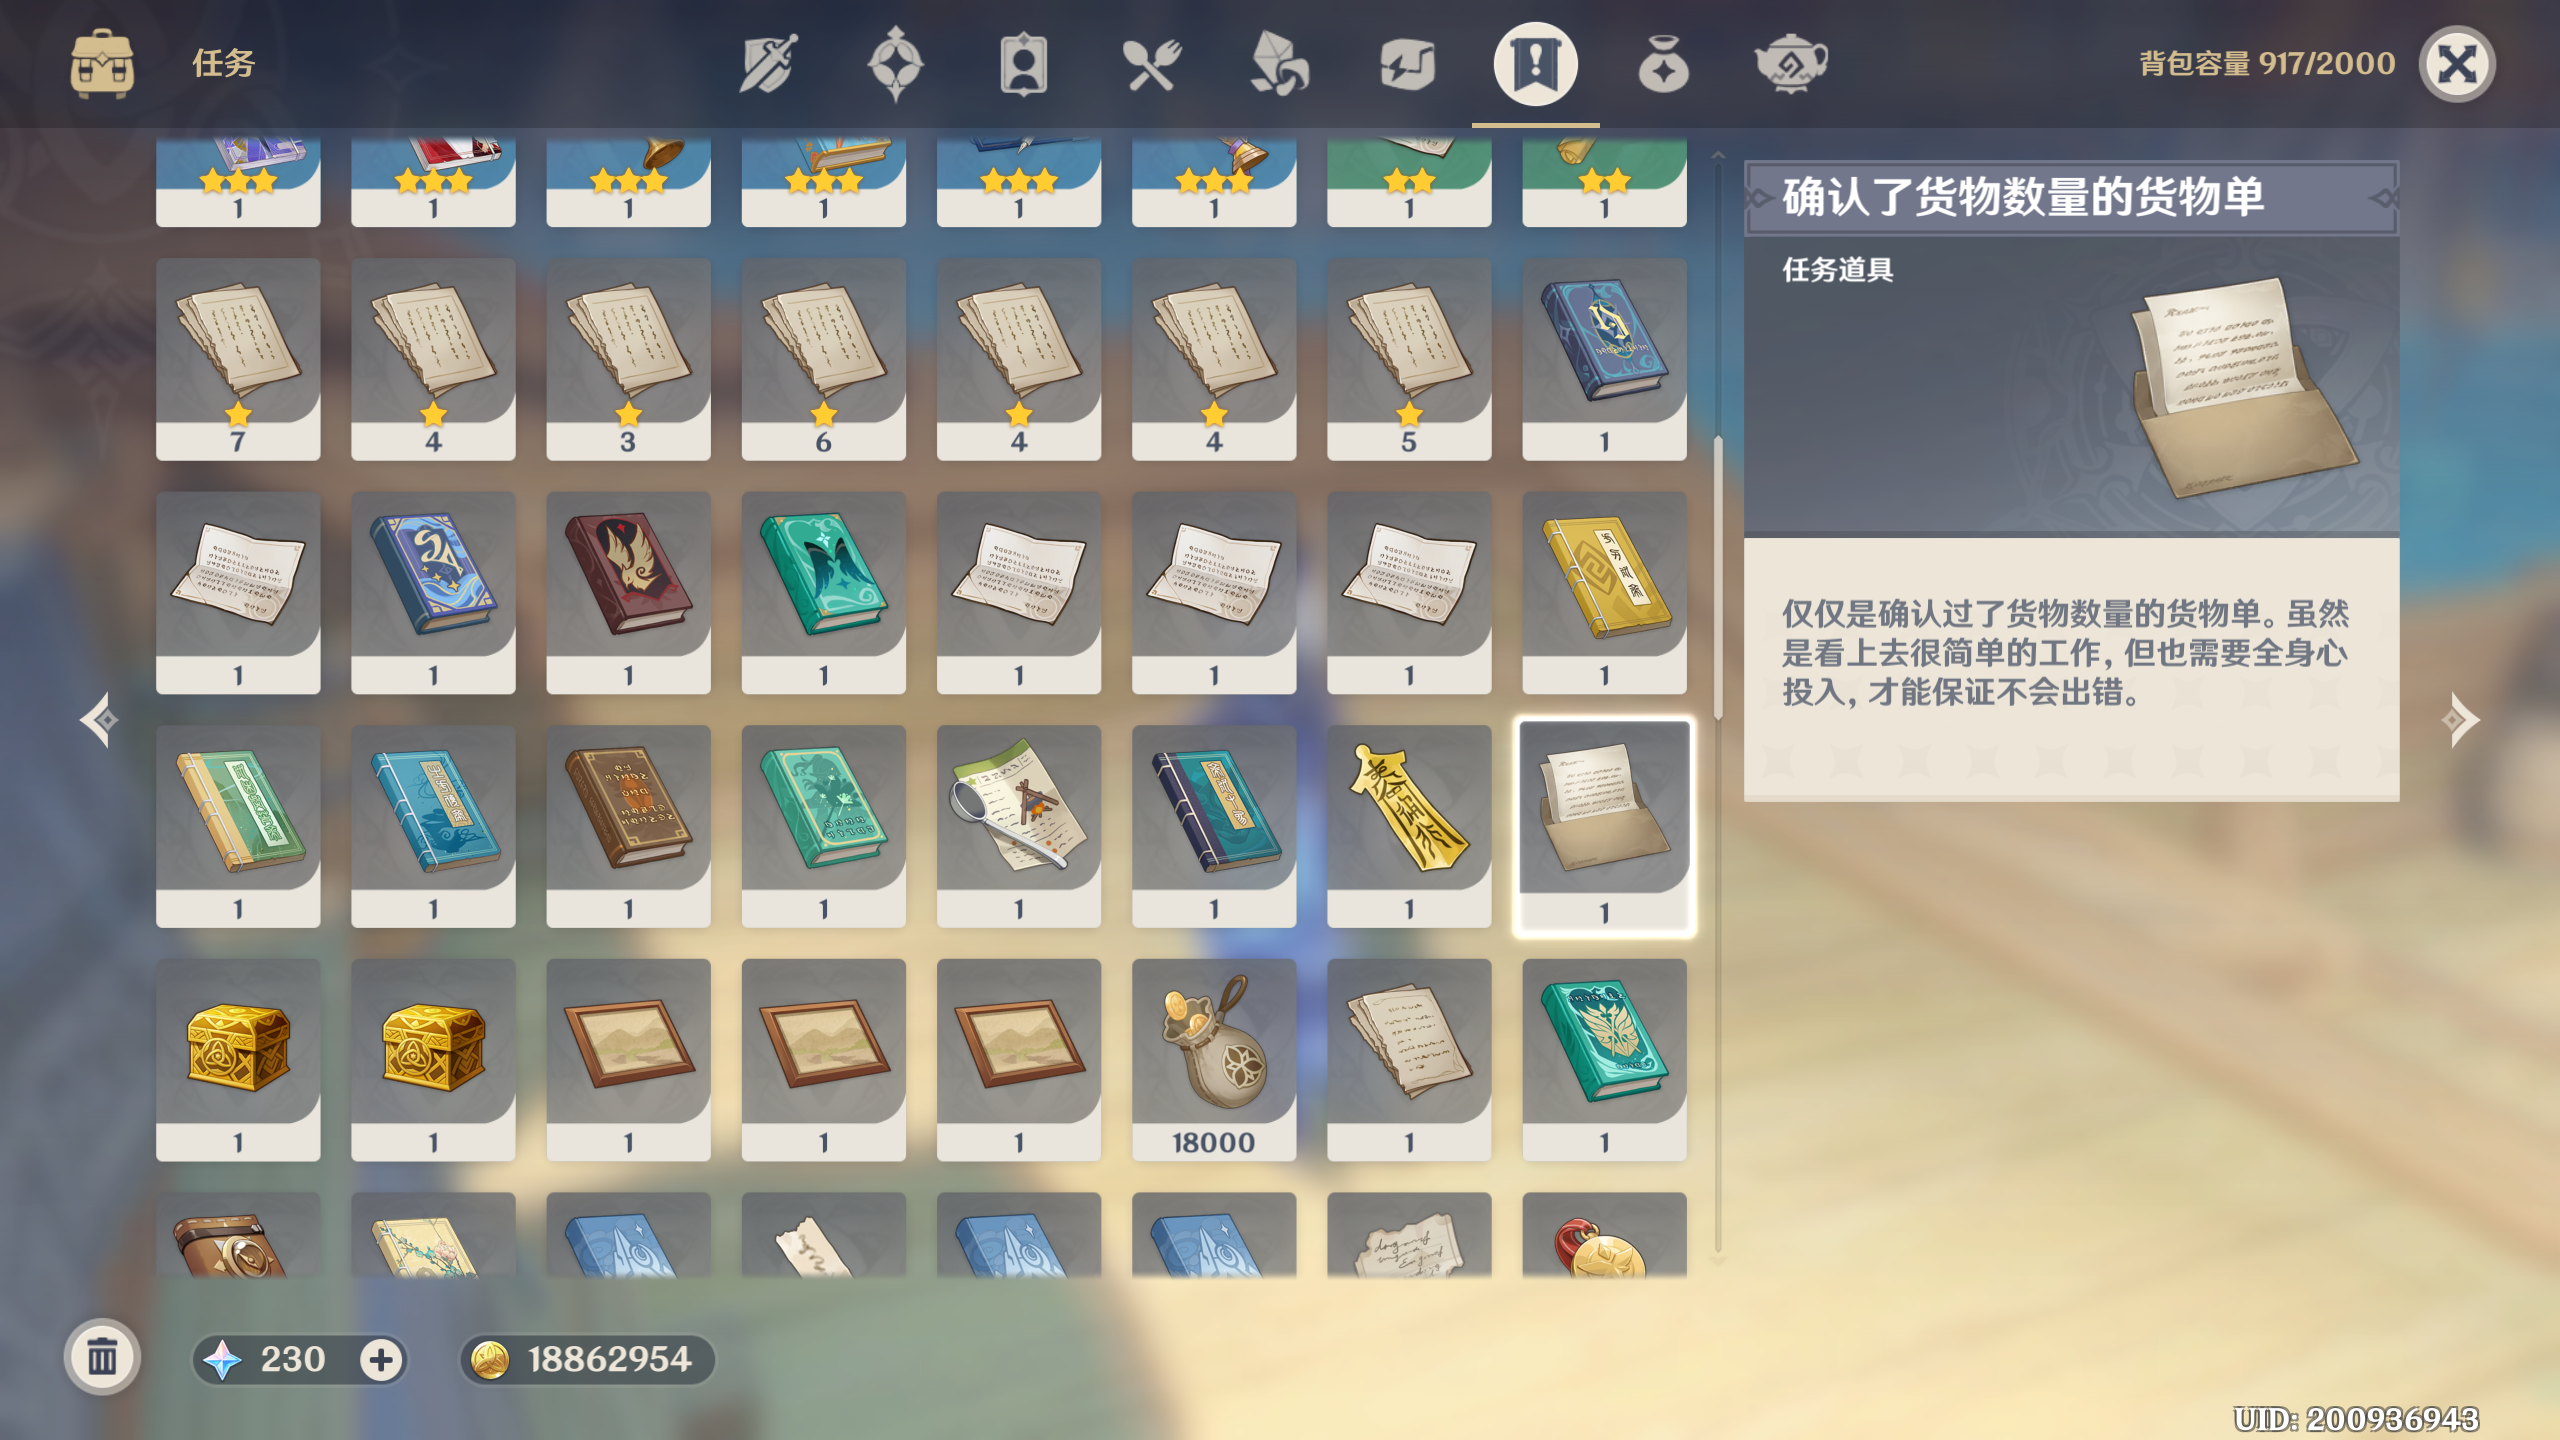 任务
背包容量 917/2000
1 1 1 1 1 1 1 1
7 4 3 6 4 4 5 1
1 1 1 1 1 1 1 1
1 1 1 1 1 1 1 1
1 1 1 1 1 18000 1 1
确认了货物数量的货物单
任务道具
仅仅是确认过了货物数量的货物单。虽然
是看上去很简单的工作，但也需要全身心
投入，才能保证不会出错。
230
18862954
UID: 200936943